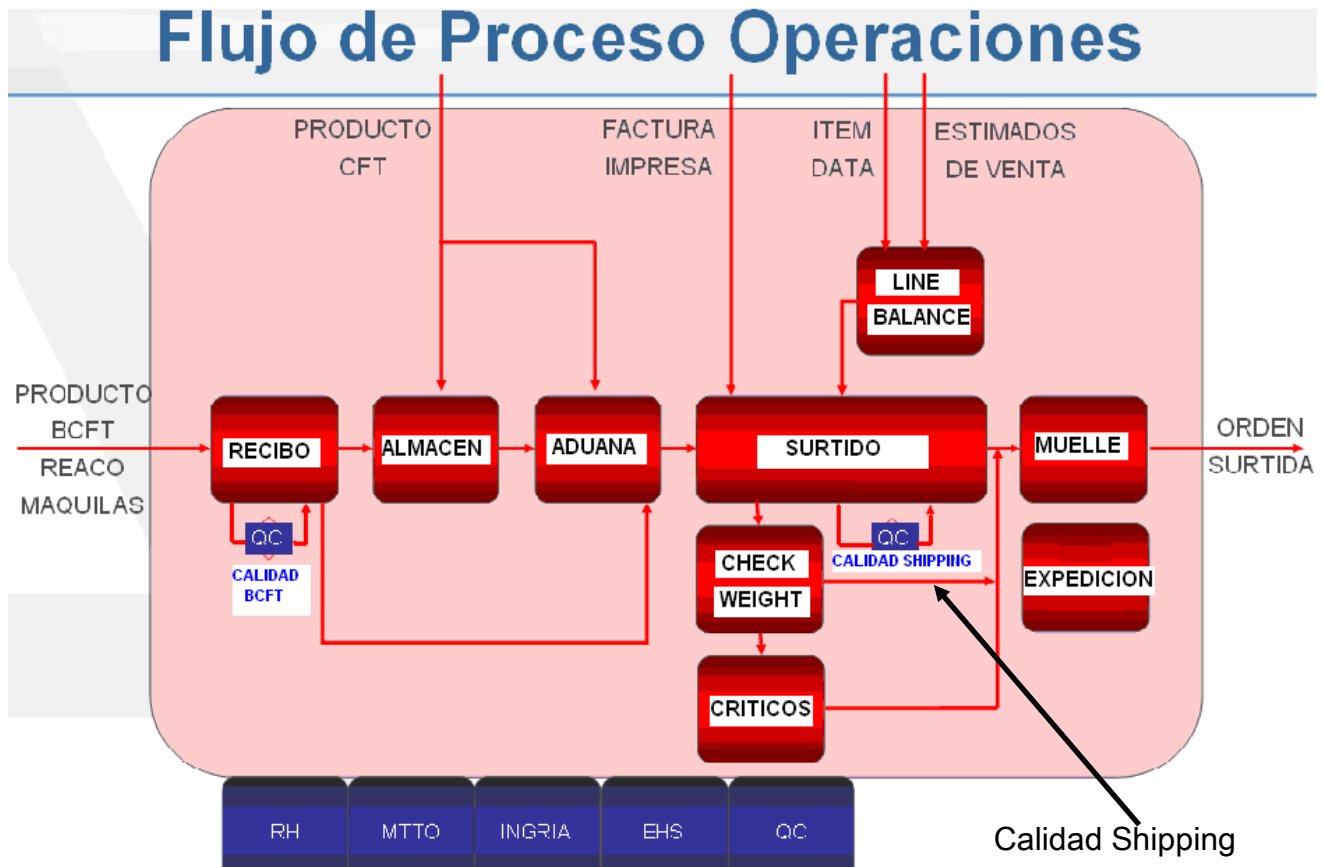 Flujo de Proceso Operaciones
PRODUCTO
CFT
FACTURA
IMPRESA
ITEM
DATA
ESTIMADOS
DE VENTA
LINE
BALANCE
PRODUCTO
BCFT
REACO
MAQUILAS
RECIBO
ALMACEN
ADUANA
SURTIDO
MUELLE
ORDEN
SURTIDA
QC
CALIDAD
BCFT
QC
CALIDAD SHIPPING
CHECK
WEIGHT
EXPEDICION
CRITICOS
RH
MTTO
INGRIA
EHS
QC
Calidad Shipping